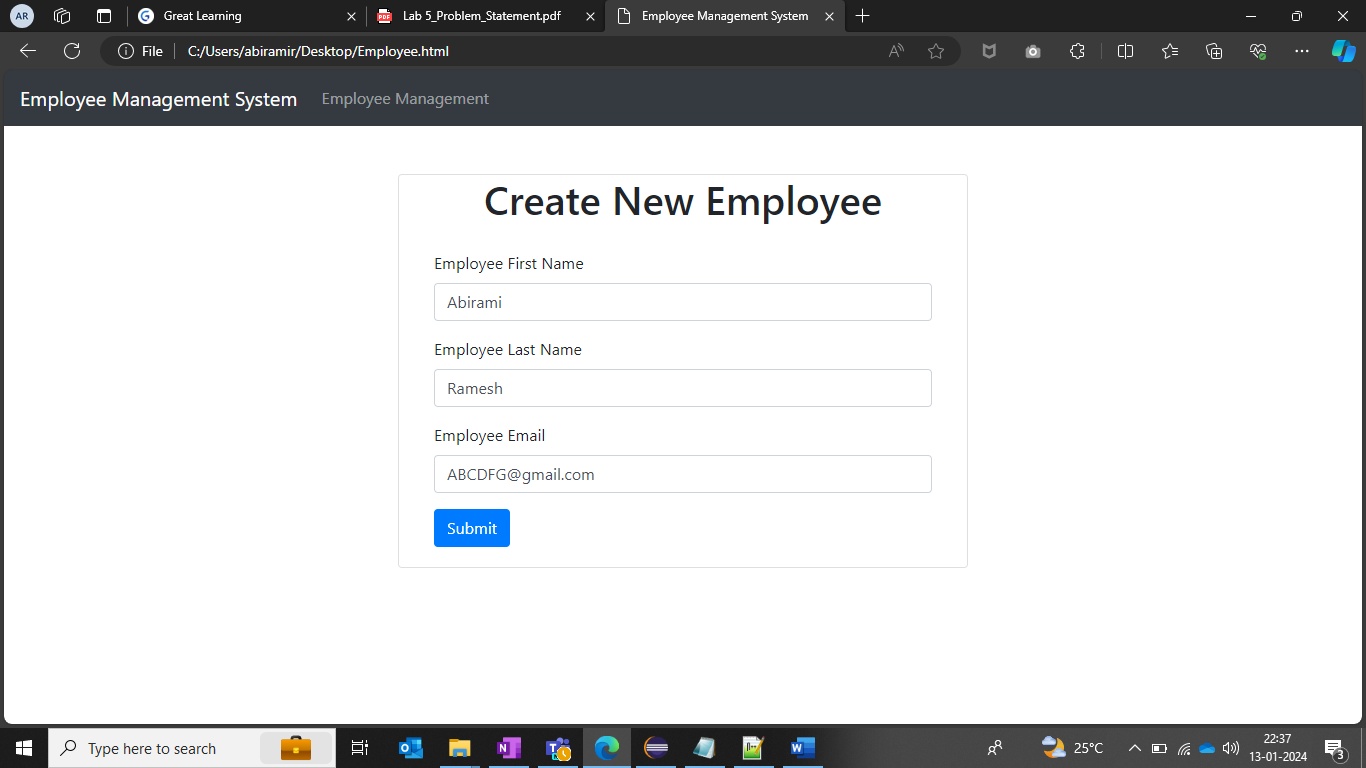 AR
Great Learning
Lab 5_Problem_Statement.pdf
Employee Management System
File
C:/Users/abiramir/Desktop/Employee.html
Employee Management System
Employee Management
Create New Employee
Employee First Name
Abirami
Employee Last Name
Ramesh
Employee Email
ABCDFG@gmail.com
Submit
Type here to search
25°C
22:37
13-01-2024
3